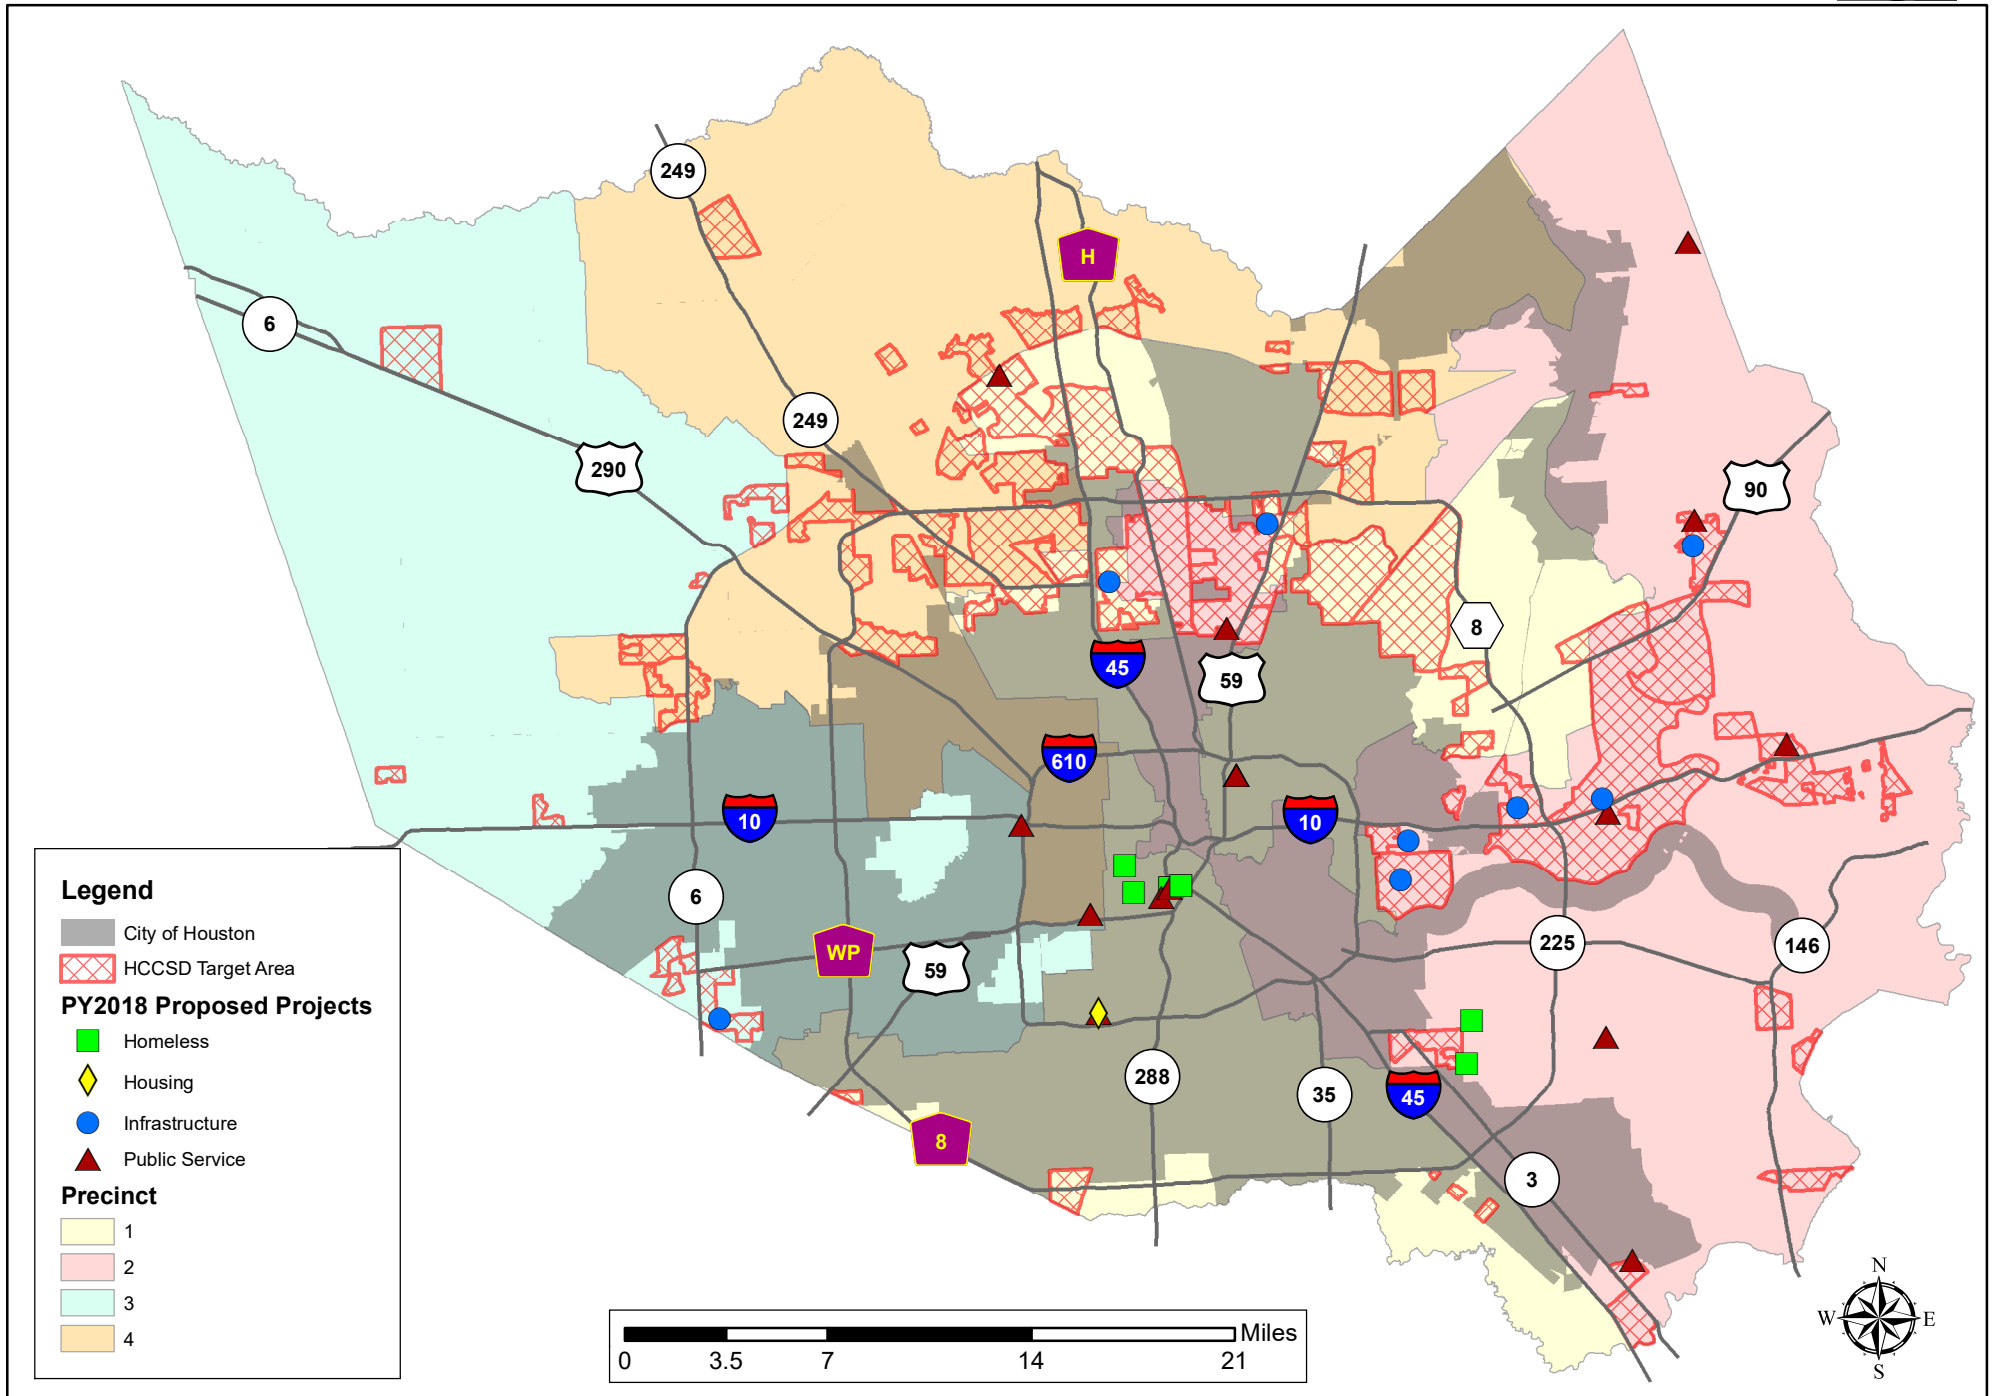 249
H
6
249
290
90
8
45
59
610
10
10
6
WP
59
225
146
288
35
45
8
3
Legend
City of Houston
HCCSD Target Area
PY2018 Proposed Projects
Homeless
Housing
Infrastructure
Public Service
Precinct
1
2
3
4
Miles
0 3.5 7 14 21
N
W E
S